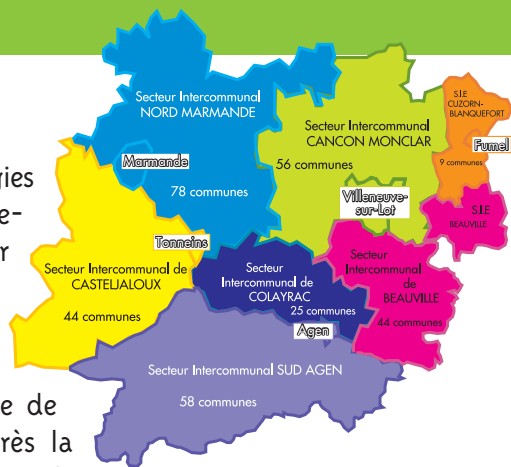 Secteur Intercommunal
NORD MARMANDE
Marmande
78 communes
Secteur Intercommunal
CANCON MONCLAR
56 communes
Villeneuve-
sur-Lot
S.I.E
CUZORN-
BLANQUEFORT
Fumel
9 communes
S.I.E
BEAUVILLE
gies
e-
r
Tonneins
Secteur Intercommunal de
CASTELJALOUX
44 communes
Secteur
Intercommunal de
COLAYRAC
25 communes
Agen
Secteur
Intercommunal
de
BEAUVILLE
44 communes
Secteur Intercommunal SUD AGEN
58 communes
e de
rès la